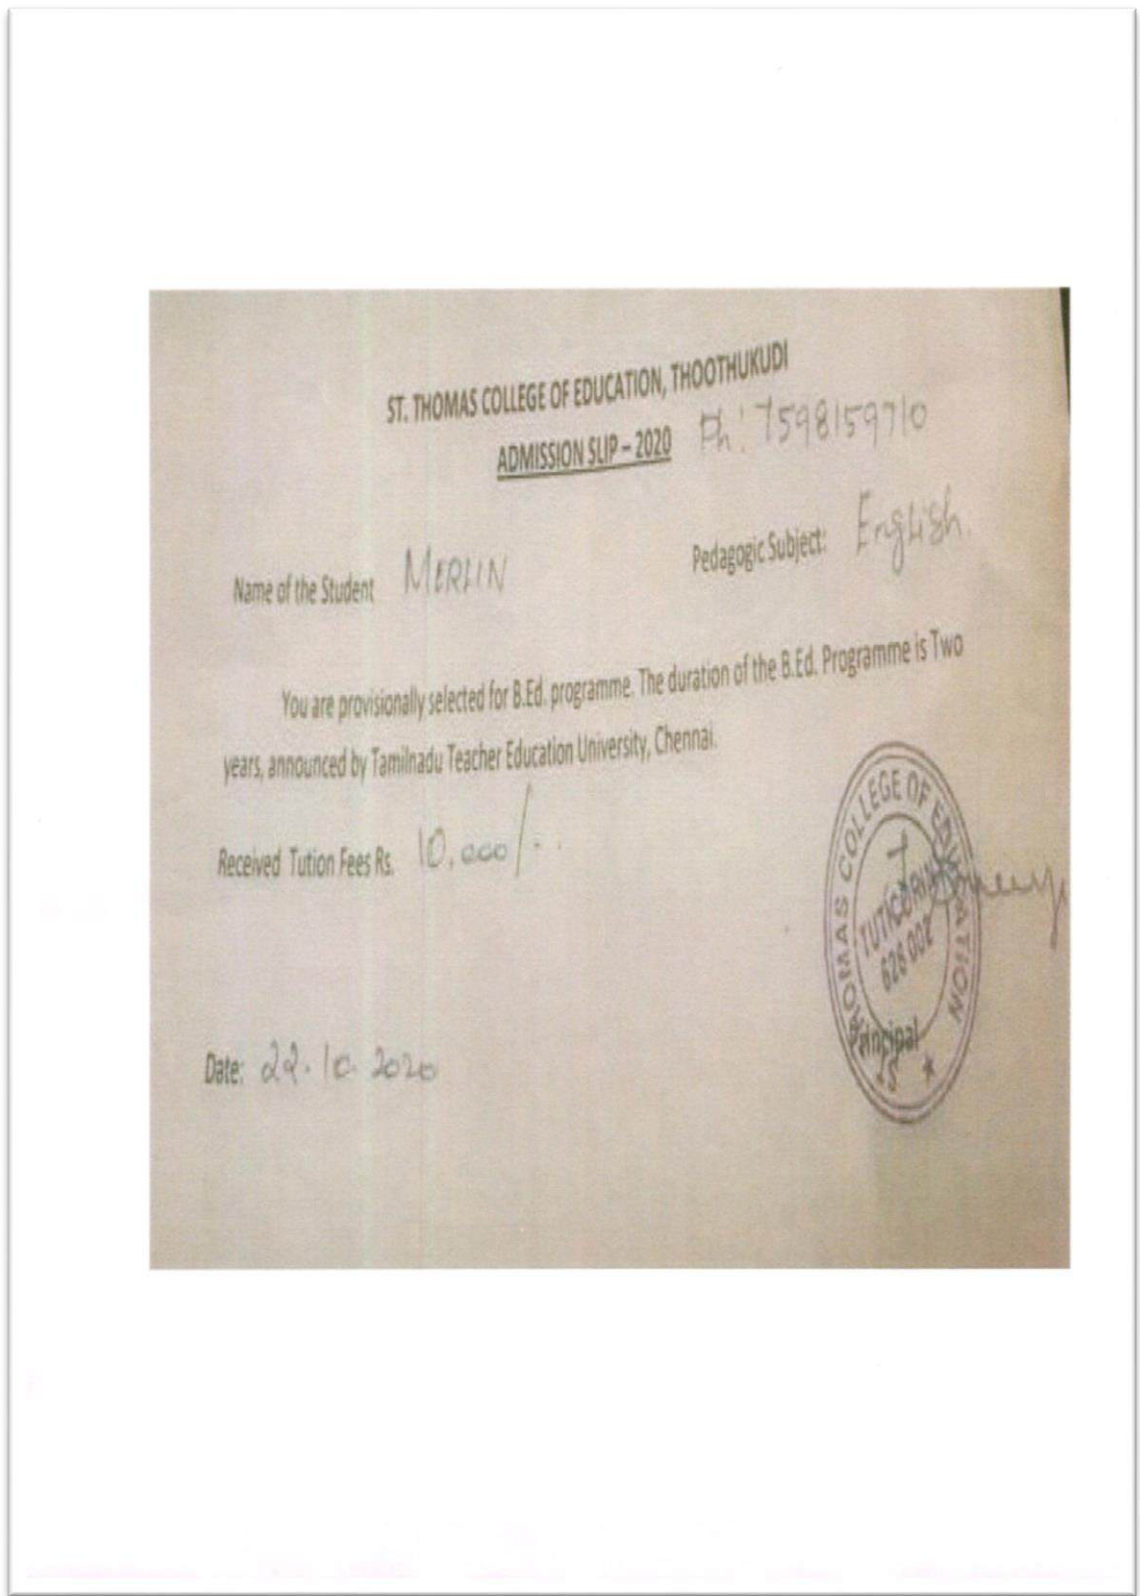 ST. THOMAS COLLEGE OF EDUCATION, THOOTHUKUDI
ADMISSION SLIP – 2020 Ph: 7598159710
Name of the Student MERLIN Pedagogic Subject: English.
You are provisionally selected for B.Ed. programme. The duration of the B.Ed. Programme is Two
years, announced by Tamilnadu Teacher Education University, Chennai.
Received Tution Fees Rs. 10,000/-.
THOMAS COLLEGE OF EDUCATION
TUTICORIN
628 002
Principal
Date: 22.10.2020